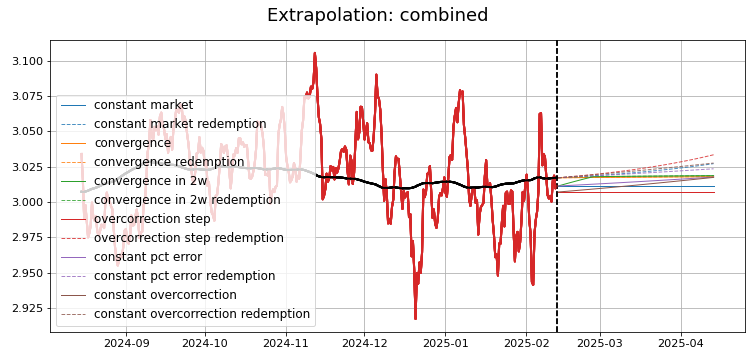 Extrapolation: combined
3.100
3.075
3.050
3.025
3.000
2.975
2.950
2.925
constant market
constant market redemption
convergence
convergence redemption
convergence in 2w
convergence in 2w redemption
overcorrection step
overcorrection step redemption
constant pct error
constant pct error redemption
constant overcorrection
constant overcorrection redemption
2024-09 2024-10 2024-11 2024-12 2025-01 2025-02 2025-03 2025-04